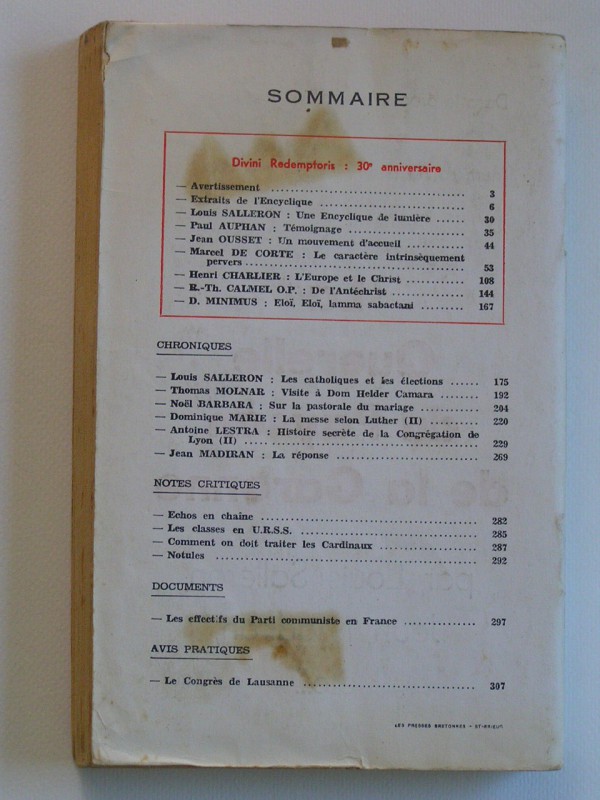 SOMMAIRE
Divini Redemptoris : 30e anniversaire
— Avertissement ........ 3
— Extraits de l'Encyclique ........ 6
— Louis SALLERON : Une Encyclique de lumière ...... 30
— Paul AUPHAN : Témoignage ........ 35
— Jean OUSSET : Un mouvement d'accueil ........ 44
— Marcel DE CORTE : Le caractère intrinsèquement
pervers ........ 53
— Henri CHARLIER : L'Europe et le Christ ........ 108
— R.-Th. CALMEL O.P. : De l'Antéchrist ........ 144
— D. MINIMUS : Eloï, Eloï, lamma sabactani ........ 167
CHRONIQUES
— Louis SALLERON : Les catholiques et les élections ...... 175
— Thomas MOLNAR : Visite à Dom Helder Camara ........ 192
— Noël BARBARA : Sur la pastorale du mariage ........ 204
— Dominique MARIE : La messe selon Luther (II) ........ 220
— Antoine LESTRA : Histoire secrète de la Congrégation de
Lyon (II) ........ 229
— Jean MADIRAN : La réponse ........ 269
NOTES CRITIQUES
— Echos en chaîne ........ 282
— Les classes en U.R.S.S. ........ 285
— Comment on doit traiter les Cardinaux ........ 287
— Notules ........ 292
DOCUMENTS
— Les effectifs du Parti communiste en France ........ 297
AVIS PRATIQUES
— Le Congrès de Lausanne ........ 307
LES PRESSES BRETONNES — ST-BRIEUC